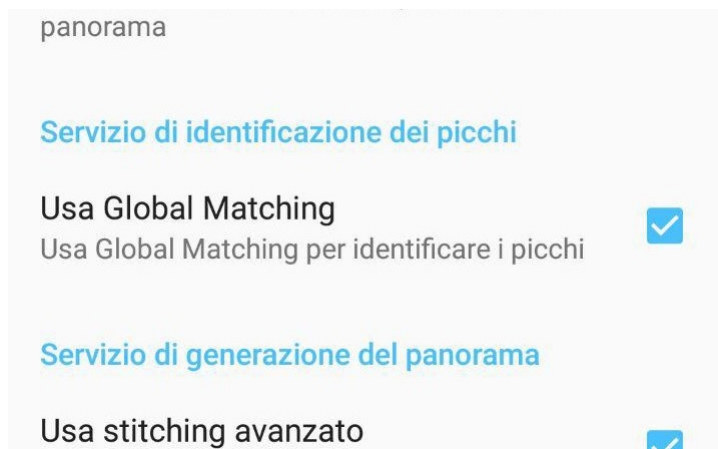 panorama
Servizio di identificazione dei picchi
Usa Global Matching
Usa Global Matching per identificare i picchi
Servizio di generazione del panorama
Usa stitching avanzato